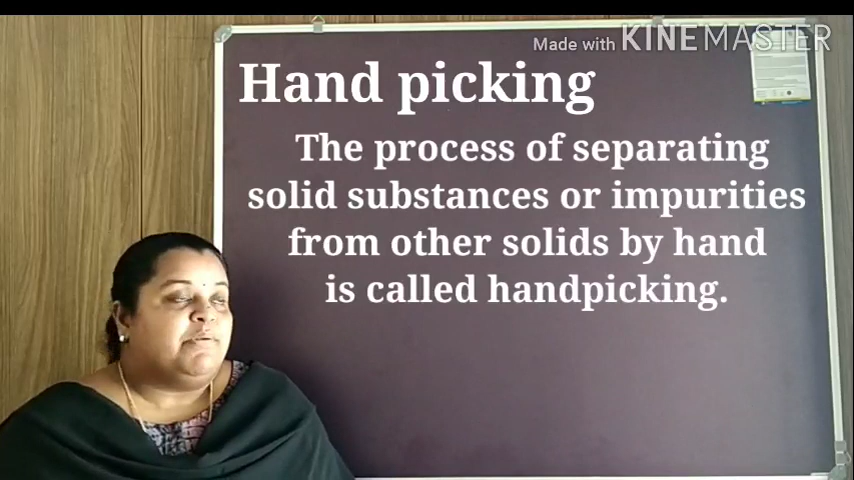 Made with KINEMASTER
Hand picking
The process of separating
solid substances or impurities
from other solids by hand
is called handpicking.